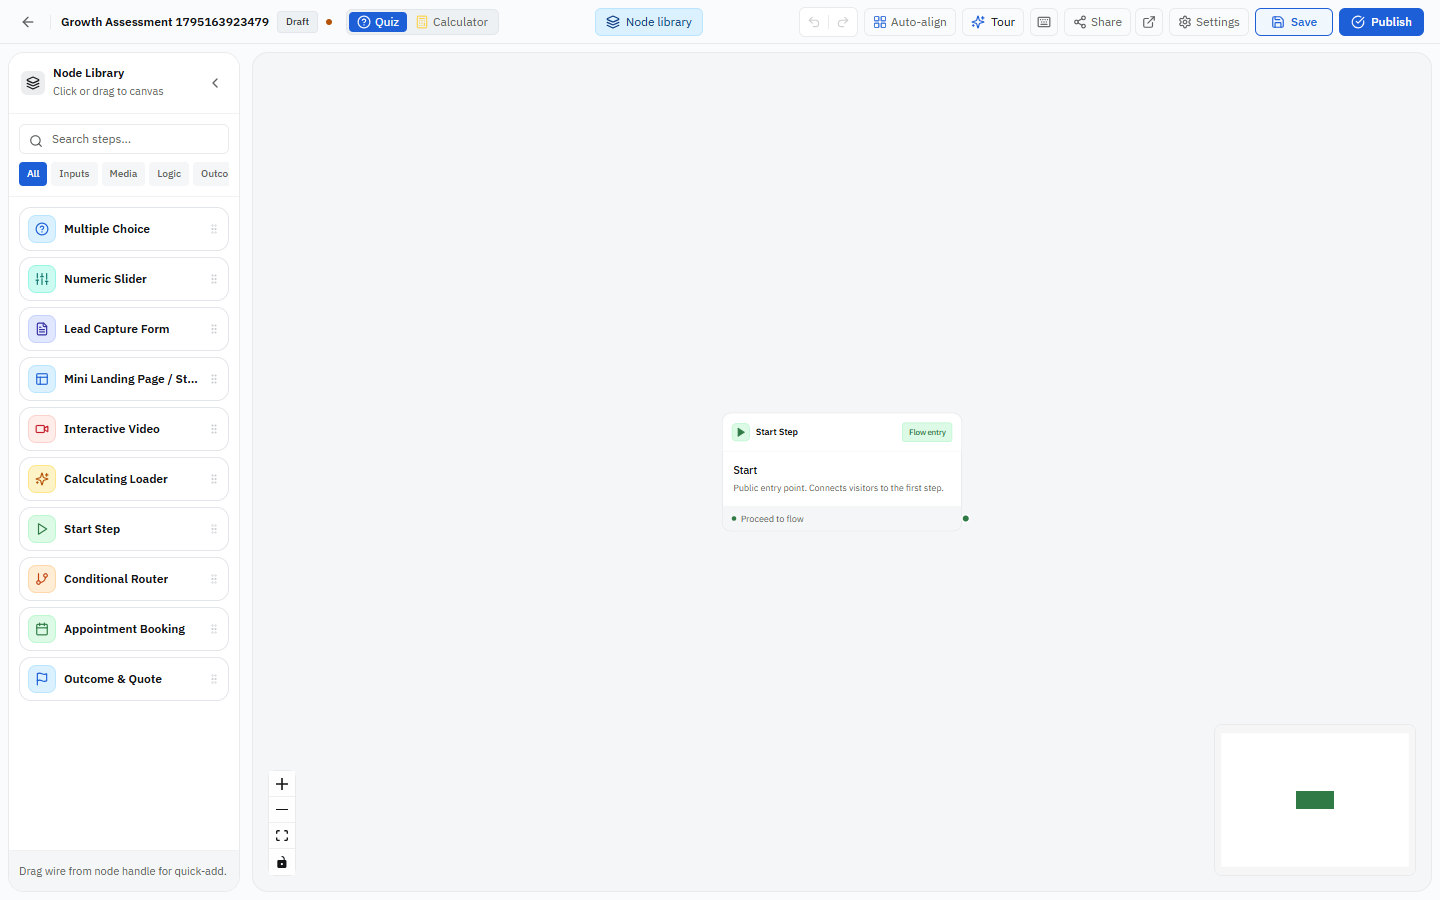 Growth Assessment 1795163923479
Draft
Quiz
Calculator
Node library
Auto-align
Tour
Share
Settings
Save
Publish
Node Library
Click or drag to canvas
Search steps...
All
Inputs
Media
Logic
Outco
Multiple Choice
Numeric Slider
Lead Capture Form
Mini Landing Page / St...
Interactive Video
Calculating Loader
Start Step
Conditional Router
Appointment Booking
Outcome & Quote
Drag wire from node handle for quick-add.
Start Step
Flow entry
Start
Public entry point. Connects visitors to the first step.
Proceed to flow